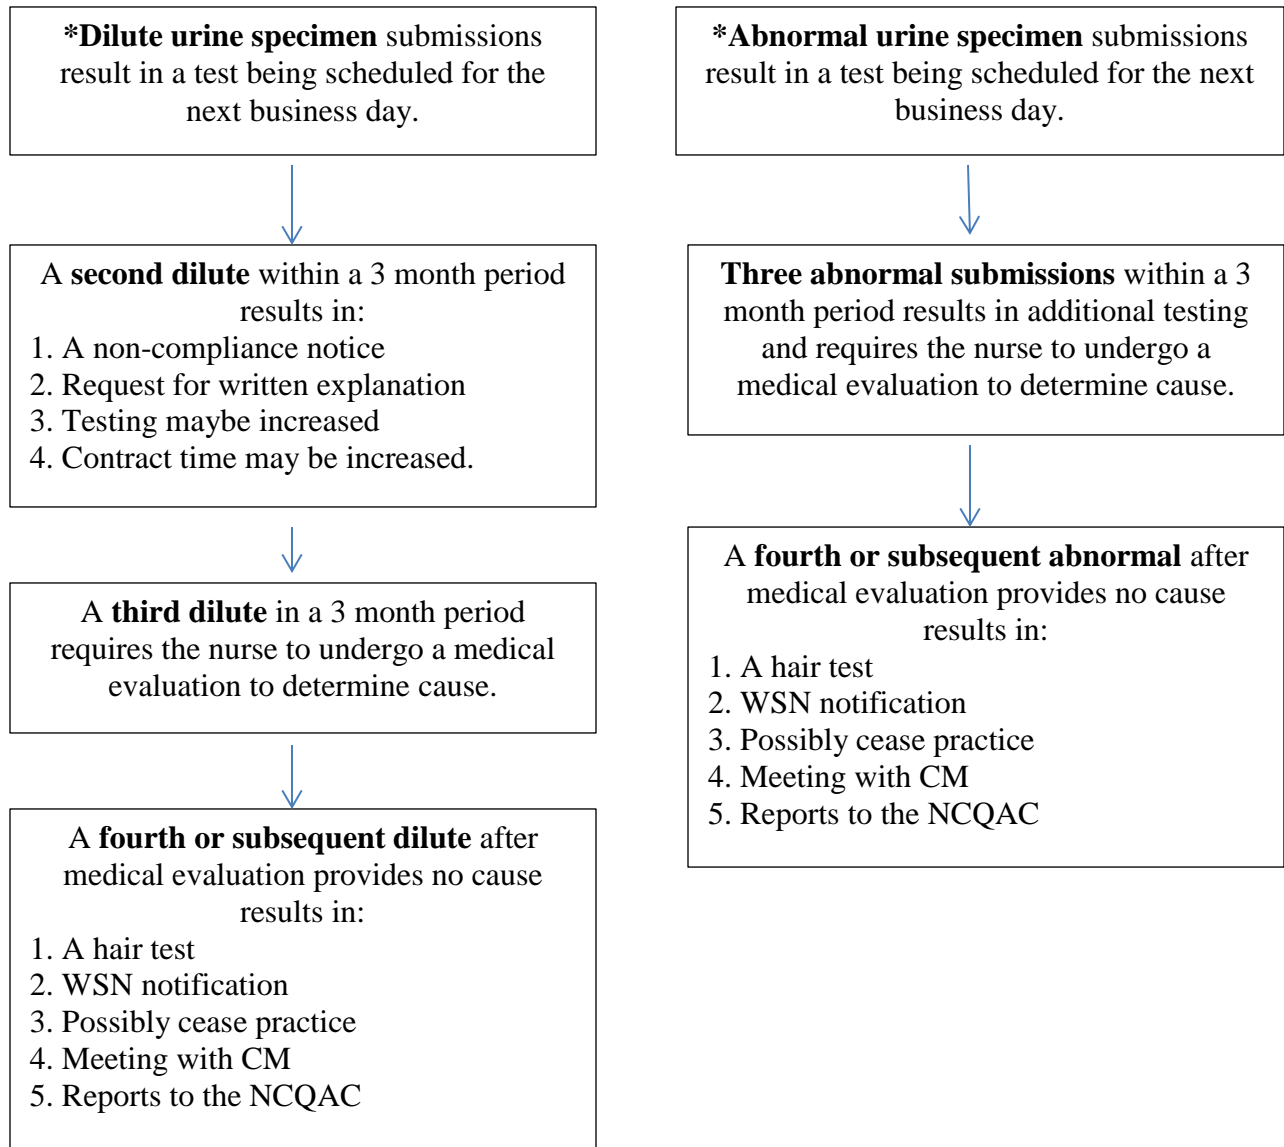 *Dilute urine specimen submissions
result in a test being scheduled for the
next business day.
A second dilute within a 3 month period
results in:
1. A non-compliance notice
2. Request for written explanation
3. Testing maybe increased
4. Contract time may be increased.
A third dilute in a 3 month period
requires the nurse to undergo a medical
evaluation to determine cause.
A fourth or subsequent dilute after
medical evaluation provides no cause
results in:
1. A hair test
2. WSN notification
3. Possibly cease practice
4. Meeting with CM
5. Reports to the NCQAC
*Abnormal urine specimen submissions
result in a test being scheduled for the next
business day.
Three abnormal submissions within a 3
month period results in additional testing
and requires the nurse to undergo a
medical evaluation to determine cause.
A fourth or subsequent abnormal after
medical evaluation provides no cause
results in:
1. A hair test
2. WSN notification
3. Possibly cease practice
4. Meeting with CM
5. Reports to the NCQAC